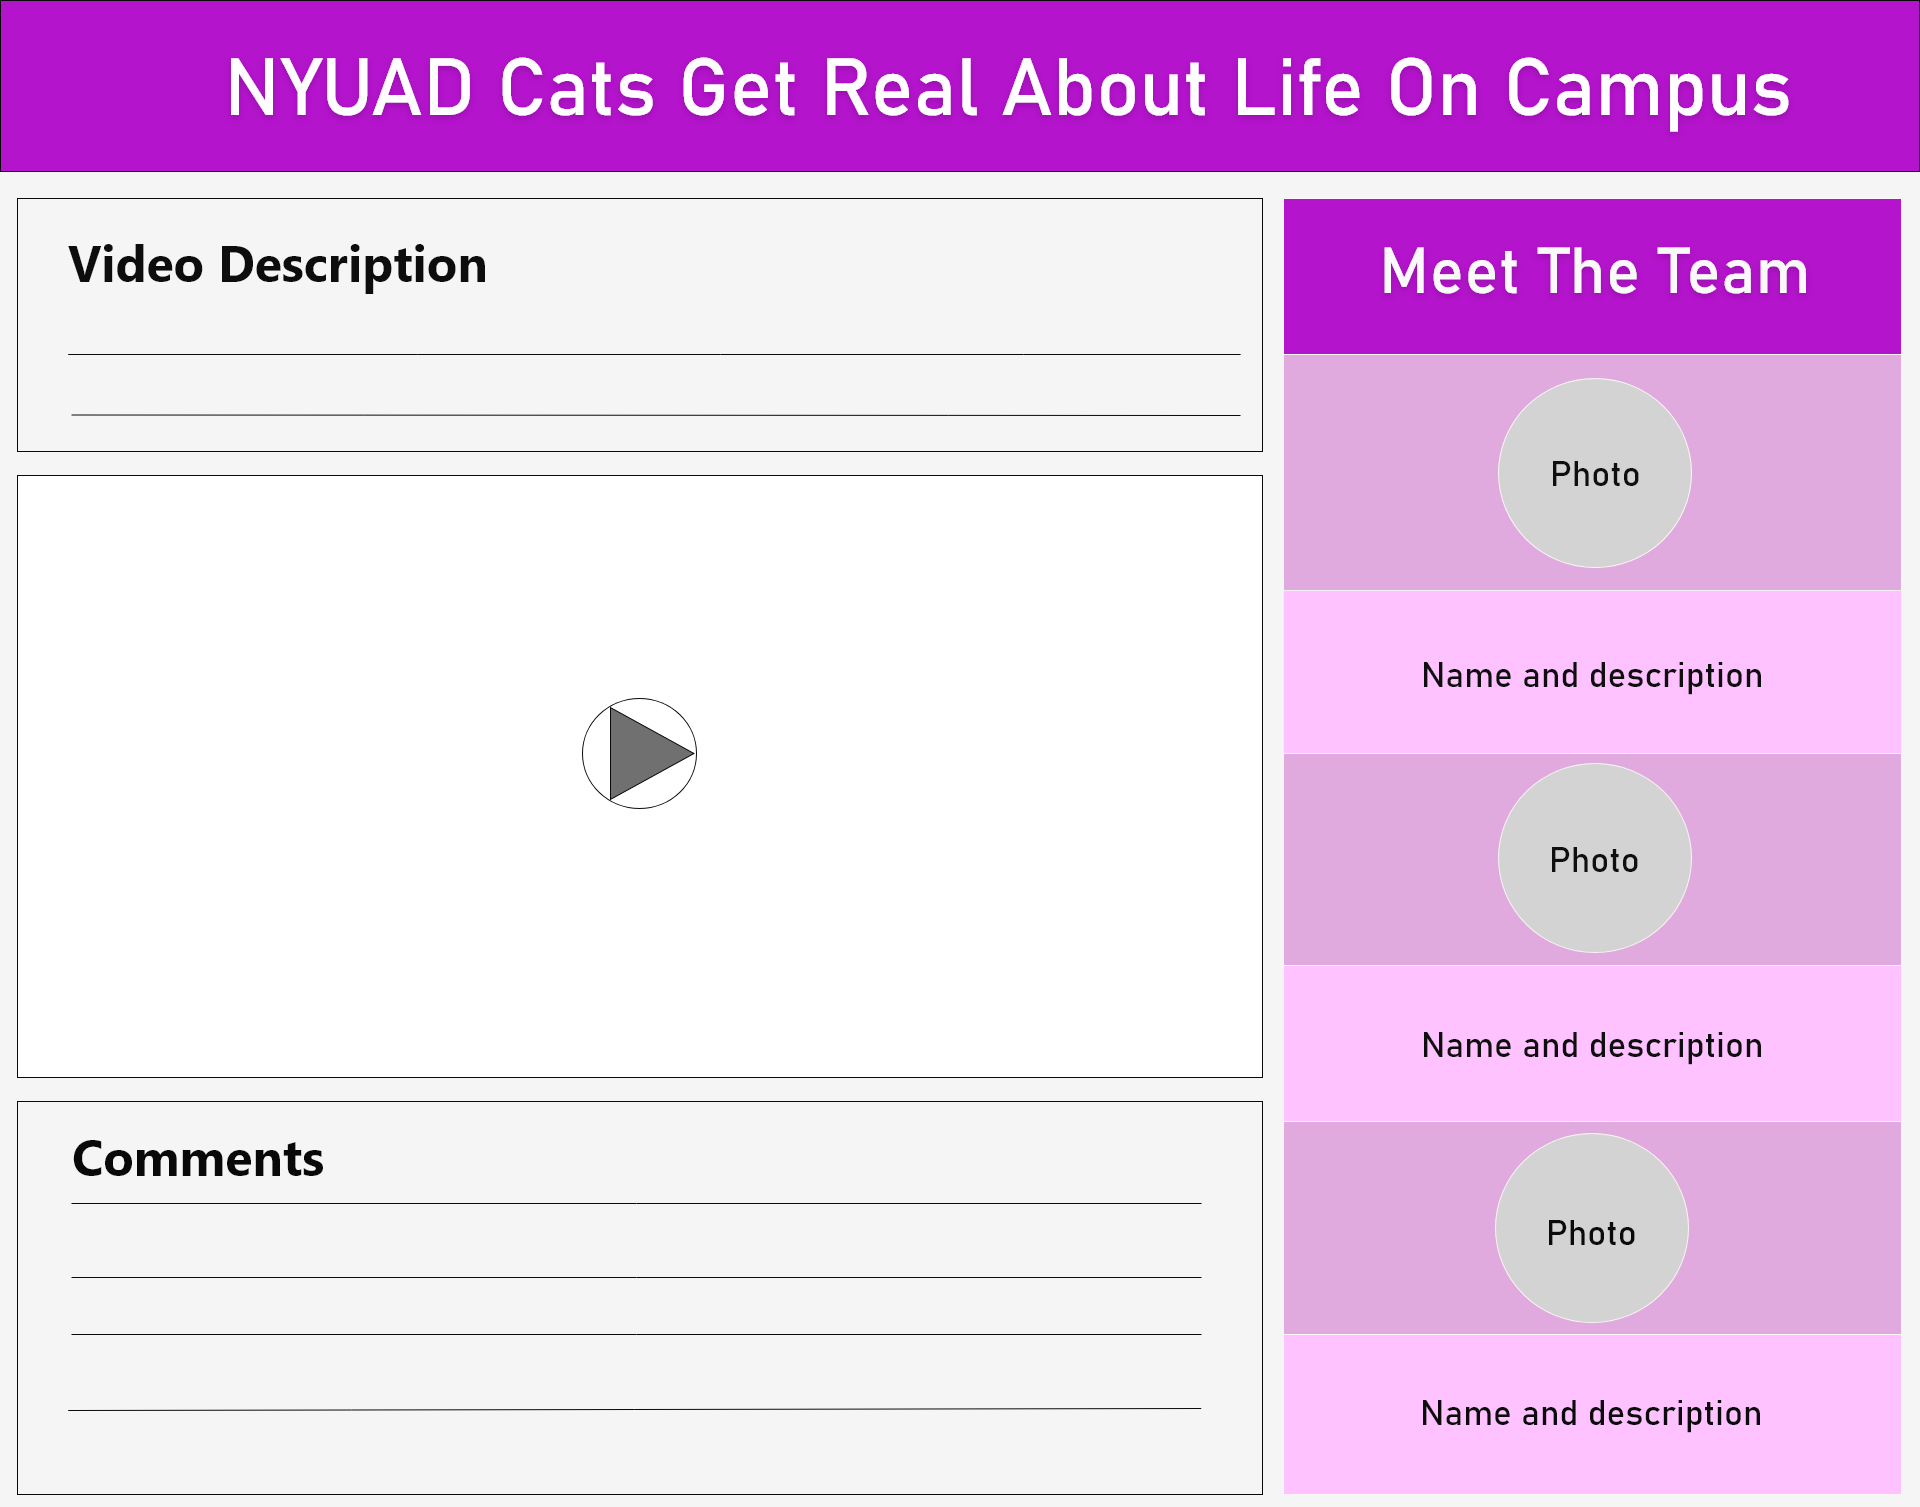 NYUAD Cats Get Real About Life On Campus
Video Description
Comments
Meet The Team
Photo
Name and description
Photo
Name and description
Photo
Name and description